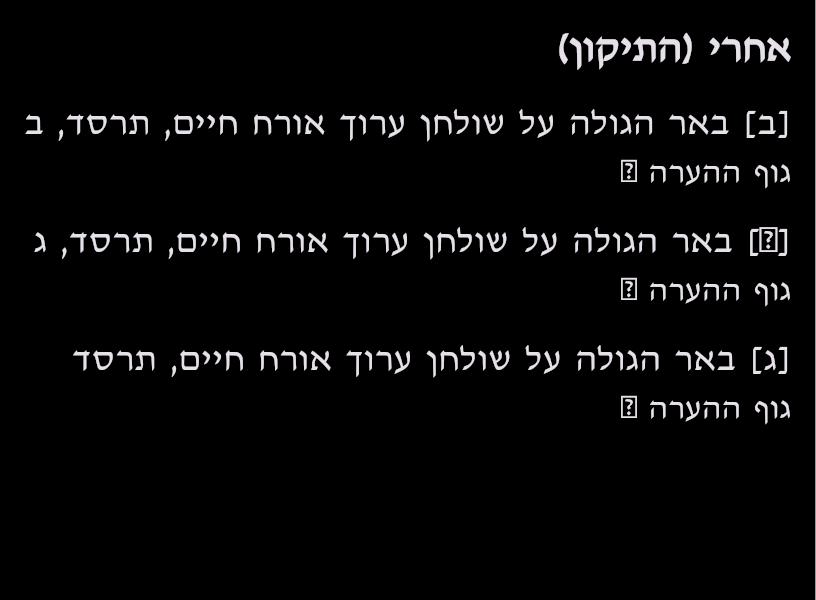 אחרי (התיקון)
[ב] באר הגולה על שולחן ערוך אורח חיים, תרסד, ב
גוף ההערה
[] באר הגולה על שולחן ערוך אורח חיים, תרסד, ג
גוף ההערה
[ג] באר הגולה על שולחן ערוך אורח חיים, תרסד
גוף ההערה